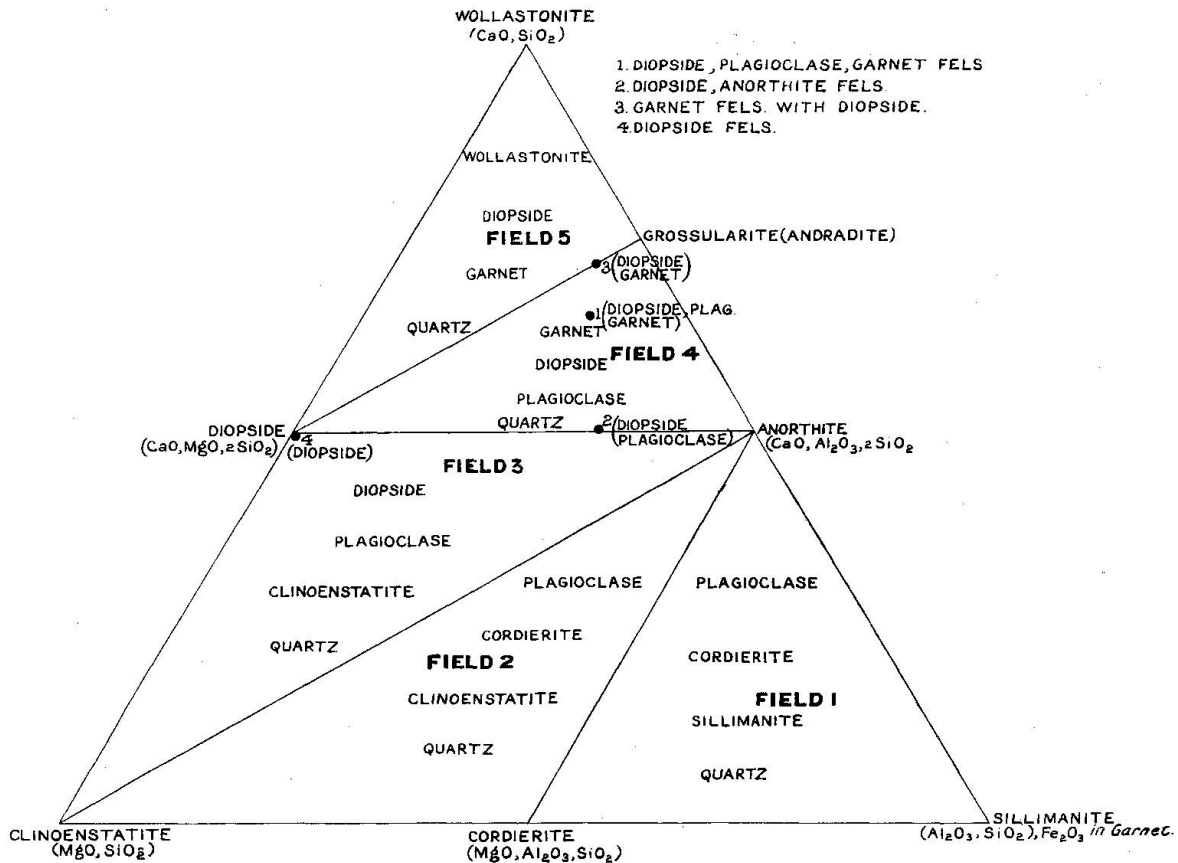 WOLLASTONITE
(CaO, SiO₂)
1. DIOPSIDE, PLAGIOCLASE, GARNET FELS
2. DIOPSIDE, ANORTHITE FELS.
3. GARNET FELS. WITH DIOPSIDE.
4. DIOPSIDE FELS.
WOLLASTONITE
DIOPSIDE
FIELD 5
GARNET
QUARTZ
GROSSULARITE (ANDRADITE)
3 (DIOPSIDE
GARNET)
1 (DIOPSIDE, PLAG.
GARNET)
GARNET
DIOPSIDE
FIELD 4
PLAGIOCLASE
QUARTZ
2 (DIOPSIDE
(PLAGIOCLASE)
DIOPSIDE
(CaO, MgO, 2SiO₂)
4
(DIOPSIDE)
ANORTHITE
(CaO, Al₂O₃, 2SiO₂
FIELD 3
DIOPSIDE
PLAGIOCLASE
CLINOENSTATITE
QUARTZ
PLAGIOCLASE
CORDIERITE
FIELD 2
CLINOENSTATITE
QUARTZ
PLAGIOCLASE
CORDIERITE
FIELD 1
SILLIMANITE
QUARTZ
CLINOENSTATITE
(MgO, SiO₂)
CORDIERITE
(MgO, Al₂O₃, SiO₂)
SILLIMANITE
(Al₂O₃, SiO₂), Fe₂O₃ in Garnet.